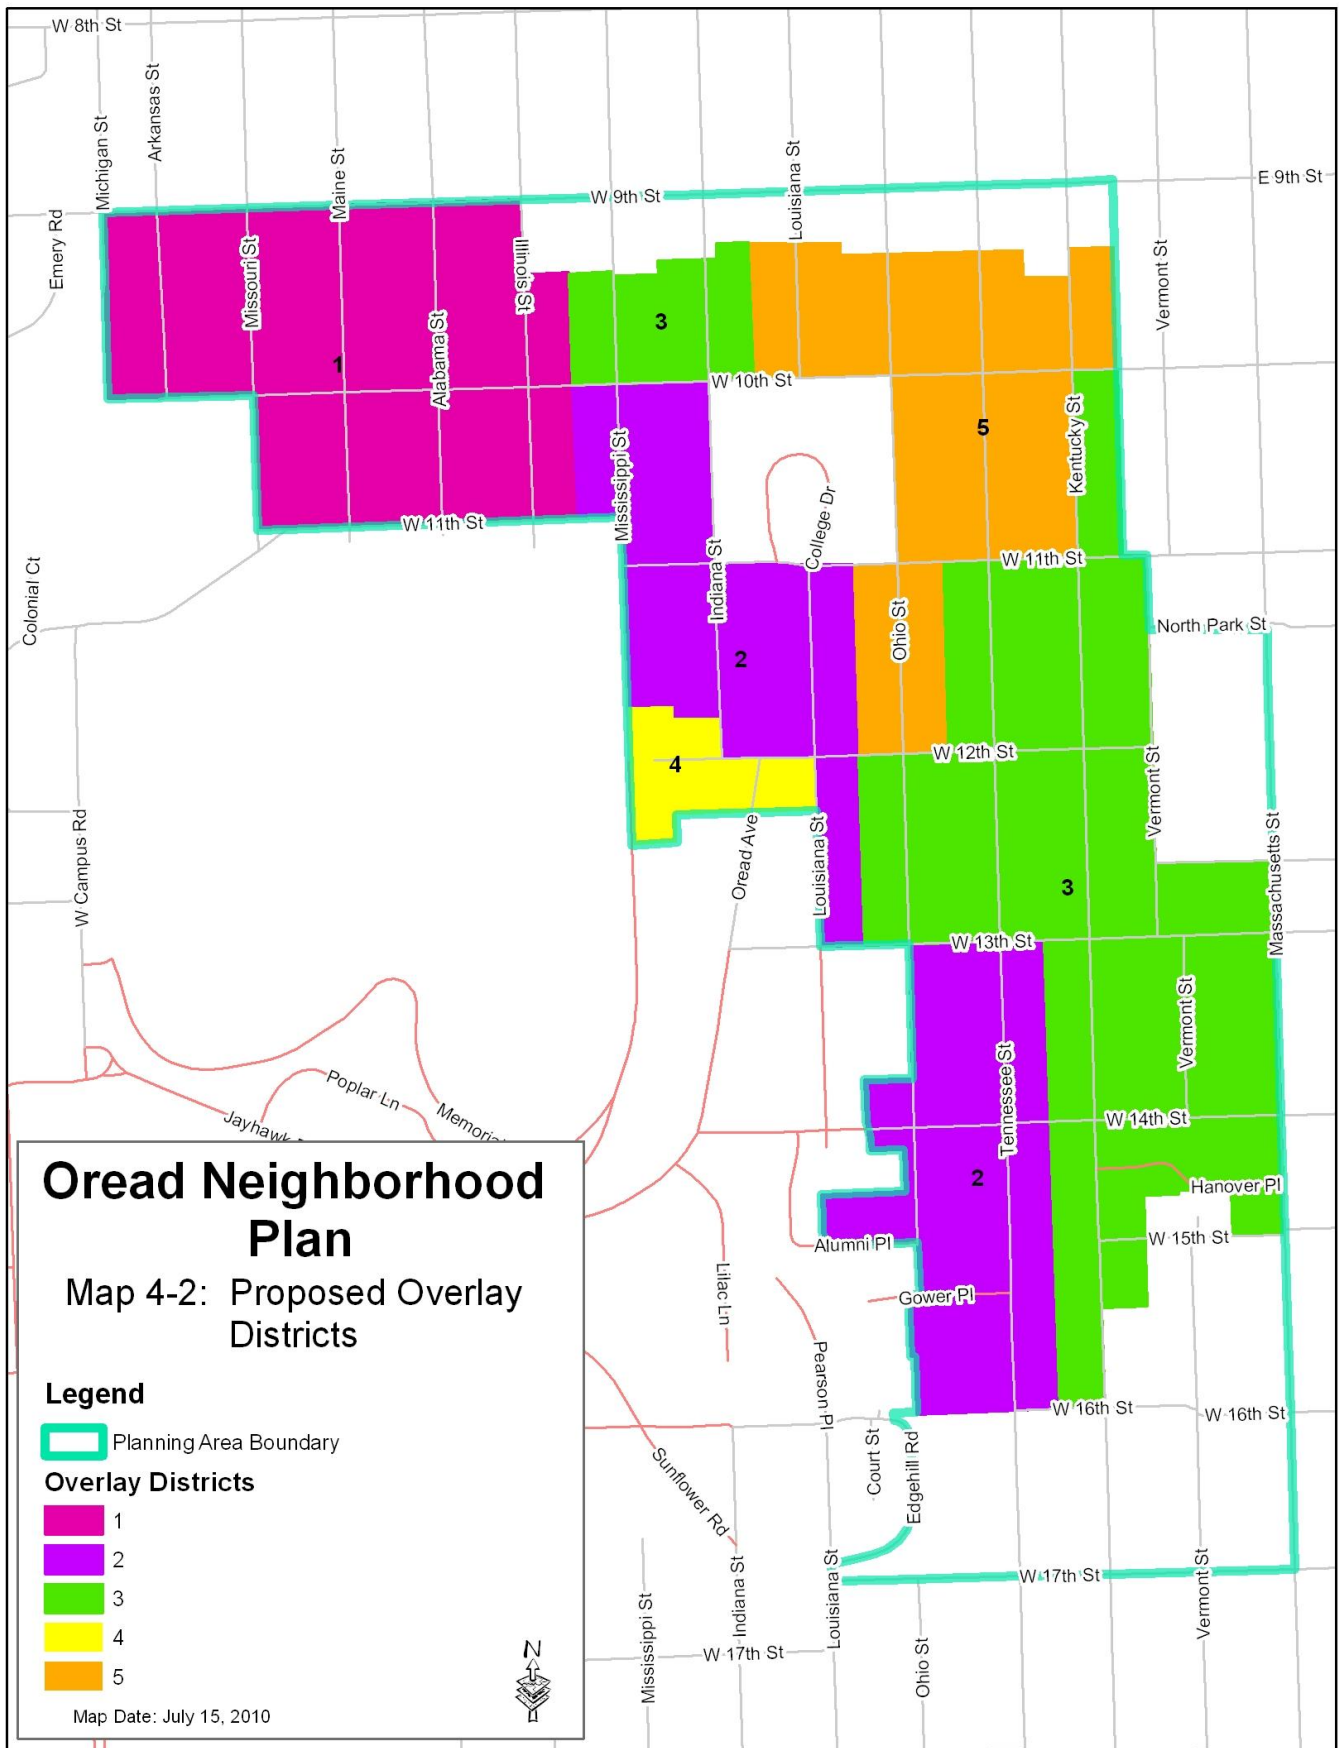 W 8th St
Michigan St
Arkansas St
Maine St
Louisiana St
E 9th St
W 9th St
Emery Rd
Missouri St
Illinois St
Vermont St
Alabama St
3
1
W 10th St
5
Kentucky St
Mississippi St
College Dr
W 11th St
W 11th St
Colonial Ct
Indiana St
Ohio St
North Park St
2
W 12th St
4
Vermont St
W Campus Rd
Oread Ave
Louisiana St
3
Massachusetts St
W 13th St
Vermont St
Tennessee St
Poplar Ln
Jayhawk
W 14th St
2
Hanover Pl
W 15th St
Alumni Pl
Lilac Ln
Gower Pl
Pearson Pl
W 16th St
W 16th St
Court St
Edgehill Rd
Sunflower Rd
W 17th St
Mississippi St
Indiana St
Louisiana St
Ohio St
Vermont St
W 17th St
Oread Neighborhood
Plan
Map 4-2: Proposed Overlay
Districts
Legend
Planning Area Boundary
Overlay Districts
1
2
3
4
5
N
Map Date: July 15, 2010